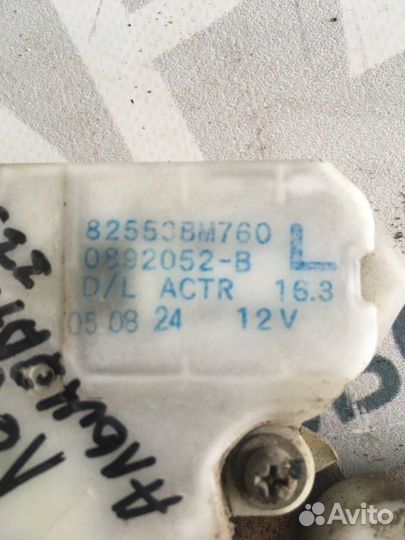 82553BM760
0892052-B L
D/L ACTR 16.3
05 08 24 12V
Avito